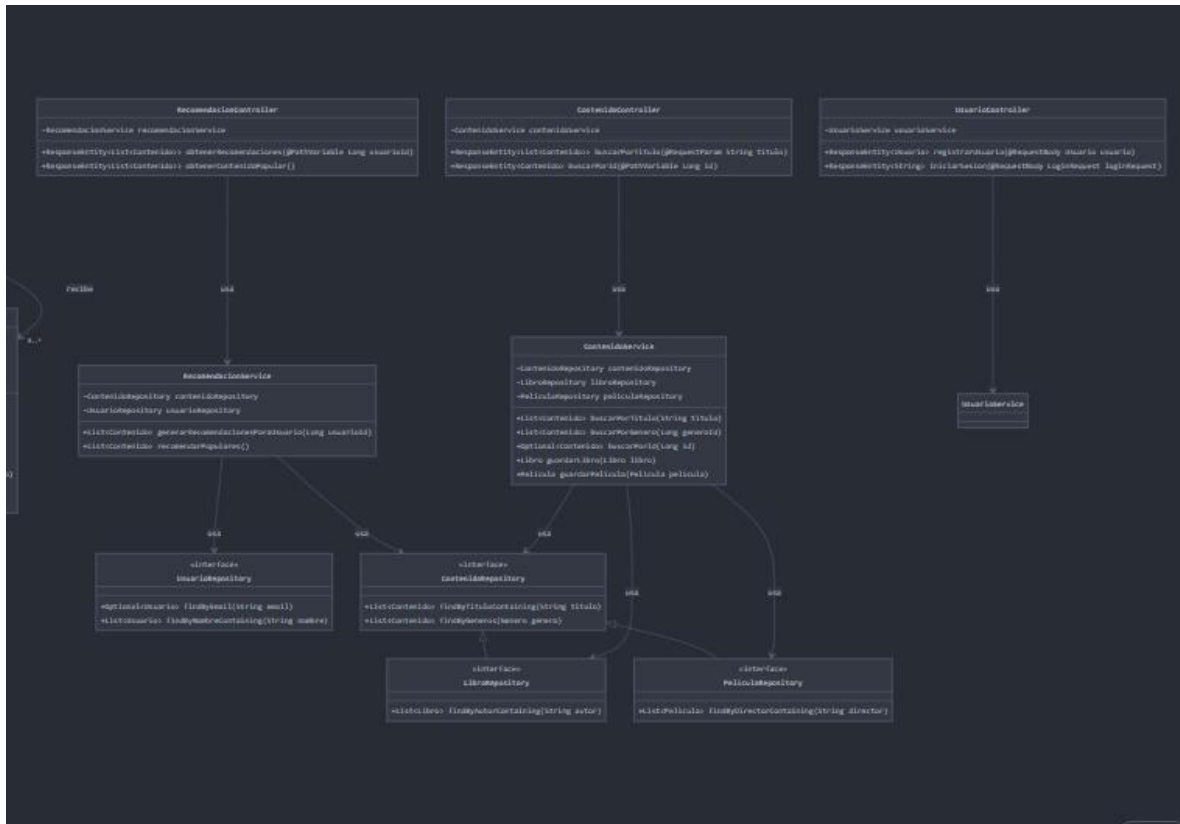 RecomendacionController
-RecomendacionService recomendacionService
+ResponseEntity<List<Contenido>> obtenerRecomendaciones(@PathVariable Long usuarioId)
+ResponseEntity<List<Contenido>> obtenerContenidoPopular()
ContenidoController
-ContenidoService contenidoService
+ResponseEntity<List<Contenido>> buscarPorTitulo(@RequestParam String titulo)
+ResponseEntity<Contenido> buscarPorId(@PathVariable Long id)
UsuarioController
-UsuarioService usuarioService
+ResponseEntity<Usuario> registrarUsuario(@RequestBody Usuario usuario)
+ResponseEntity<String> iniciarSesion(@RequestBody LoginRequest loginRequest)
recibe
usa
usa
usa
0..*
RecomendacionService
-ContenidoRepository contenidoRepository
-UsuarioRepository usuarioRepository
+List<Contenido> generarRecomendacionesParaUsuario(Long usuarioId)
+List<Contenido> recomendarPopulares()
ContenidoService
-ContenidoRepository contenidoRepository
-LibroRepository libroRepository
-PeliculaRepository peliculaRepository
+List<Contenido> buscarPorTitulo(String titulo)
+List<Contenido> buscarPorGenero(Long generoId)
+Optional<Contenido> buscarPorId(Long id)
+Libro guardarLibro(Libro libro)
+Pelicula guardarPelicula(Pelicula pelicula)
UsuarioService
usa
usa
usa
usa
usa
«interface»
UsuarioRepository
+Optional<Usuario> findByEmail(String email)
+List<Usuario> findByNombreContaining(String nombre)
«interface»
ContenidoRepository
+List<Contenido> findByTituloContaining(String titulo)
+List<Contenido> findByGeneros(Genero genero)
«interface»
LibroRepository
+List<Libro> findByAutorContaining(String autor)
«interface»
PeliculaRepository
+List<Pelicula> findByDirectorContaining(String director)